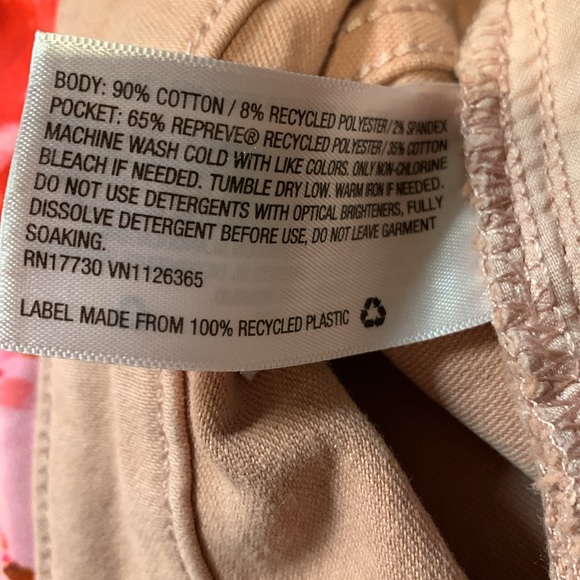 BODY: 90% COTTON / 8% RECYCLED POLYESTER / 2% SPANDEX
POCKET: 65% REPREVE® RECYCLED POLYESTER / 35% COTTON
MACHINE WASH COLD WITH LIKE COLORS. ONLY NON-CHLORINE
BLEACH IF NEEDED. TUMBLE DRY LOW. WARM IRON IF NEEDED.
DO NOT USE DETERGENTS WITH OPTICAL BRIGHTENERS, FULLY
DISSOLVE DETERGENT BEFORE USE, DO NOT LEAVE GARMENT
SOAKING.
RN17730 VN1126365
LABEL MADE FROM 100% RECYCLED PLASTIC